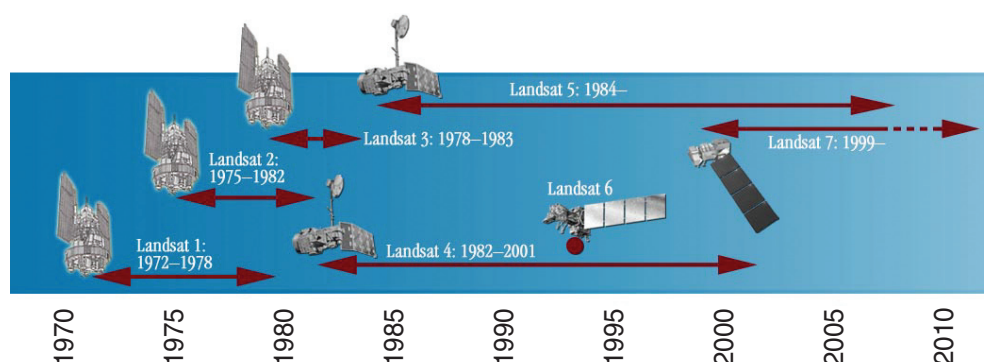 Landsat 5: 1984–
Landsat 3: 1978–1983
Landsat 7: 1999–
Landsat 2:
1975–1982
Landsat 6
Landsat 1:
1972–1978
Landsat 4: 1982–2001
1970
1975
1980
1985
1990
1995
2000
2005
2010